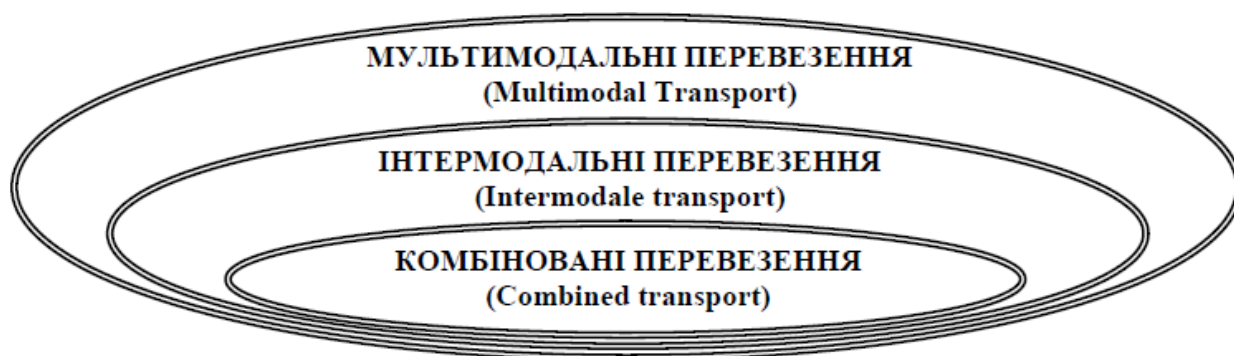 МУЛЬТИМОДАЛЬНІ ПЕРЕВЕЗЕННЯ
(Multimodal Transport)
ІНТЕРМОДАЛЬНІ ПЕРЕВЕЗЕННЯ
(Intermodale transport)
КОМБІНОВАНІ ПЕРЕВЕЗЕННЯ
(Combined transport)